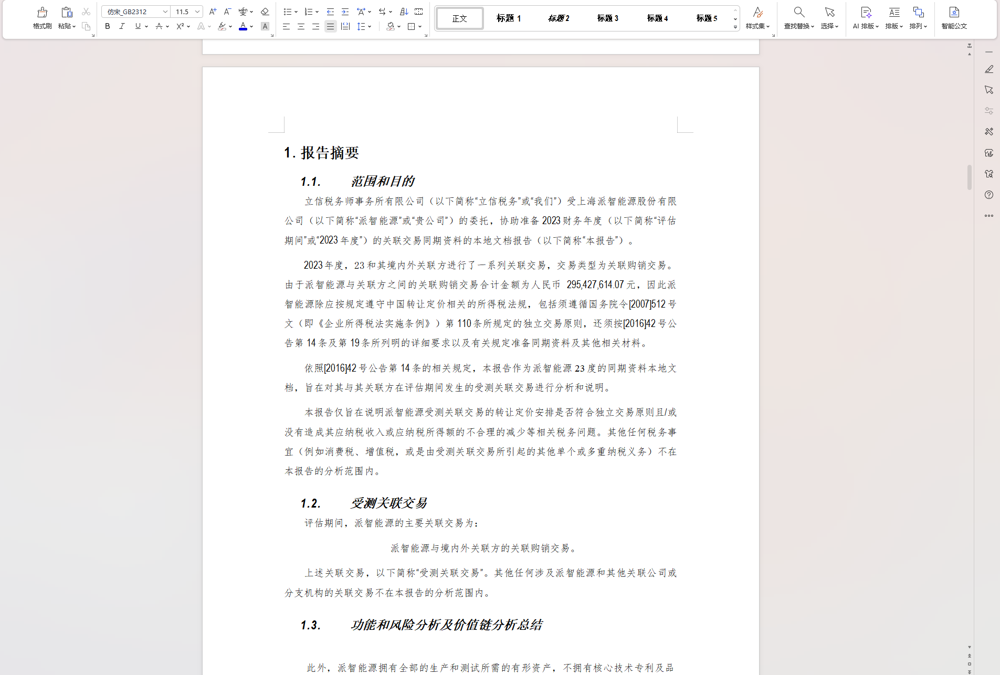 仿宋_GB2312 11.5
正文 标题 1 标题 2 标题 3 标题 4 标题 5
格式刷 粘贴 样式集 查找替换 选择 AI 排版 排版 排列 智能公文
1. 报告摘要
1.1. 范围和目的
立信税务师事务所有限公司（以下简称“立信税务”或“我们”）受上海派智能源股份有限
公司（以下简称“派智能源”或“贵公司”）的委托，协助准备 2023 财务年度（以下简称“评估
期间”或“2023 年度”）的关联交易同期资料的本地文档报告（以下简称“本报告”）。
2023 年度，23 和其境内外关联方进行了一系列关联交易，交易类型为关联购销交易。
由于派智能源与关联方之间的关联购销交易合计金额为人民币 295,427,614.07 元，因此派
智能源除应按规定遵守中国转让定价相关的所得税法规，包括须遵循国务院令[2007]512 号
文（即《企业所得税法实施条例》）第 110 条所规定的独立交易原则，还须按[2016]42 号公
告第 14 条及第 19 条所列明的详细要求以及有关规定准备同期资料及其他相关材料。
依照[2016]42 号公告第 14 条的相关规定，本报告作为派智能源 23 度的同期资料本地文
档，旨在对其与其关联方在评估期间发生的受测关联交易进行分析和说明。
本报告仅旨在说明派智能源受测关联交易的转让定价安排是否符合独立交易原则且/或
没有造成其应纳税收入或应纳税所得额的不合理的减少等相关税务问题。其他任何税务事
宜（例如消费税、增值税，或是由受测关联交易所引起的其他单个或多重纳税义务）不在
本报告的分析范围内。
1.2. 受测关联交易
评估期间，派智能源的主要关联交易为：
派智能源与境内外关联方的关联购销交易。
上述关联交易，以下简称“受测关联交易”。其他任何涉及派智能源和其他关联公司或
分支机构的关联交易不在本报告的分析范围内。
1.3. 功能和风险分析及价值链分析总结
此外，派智能源拥有全部的生产和测试所需的有形资产，不拥有核心技术专利及品